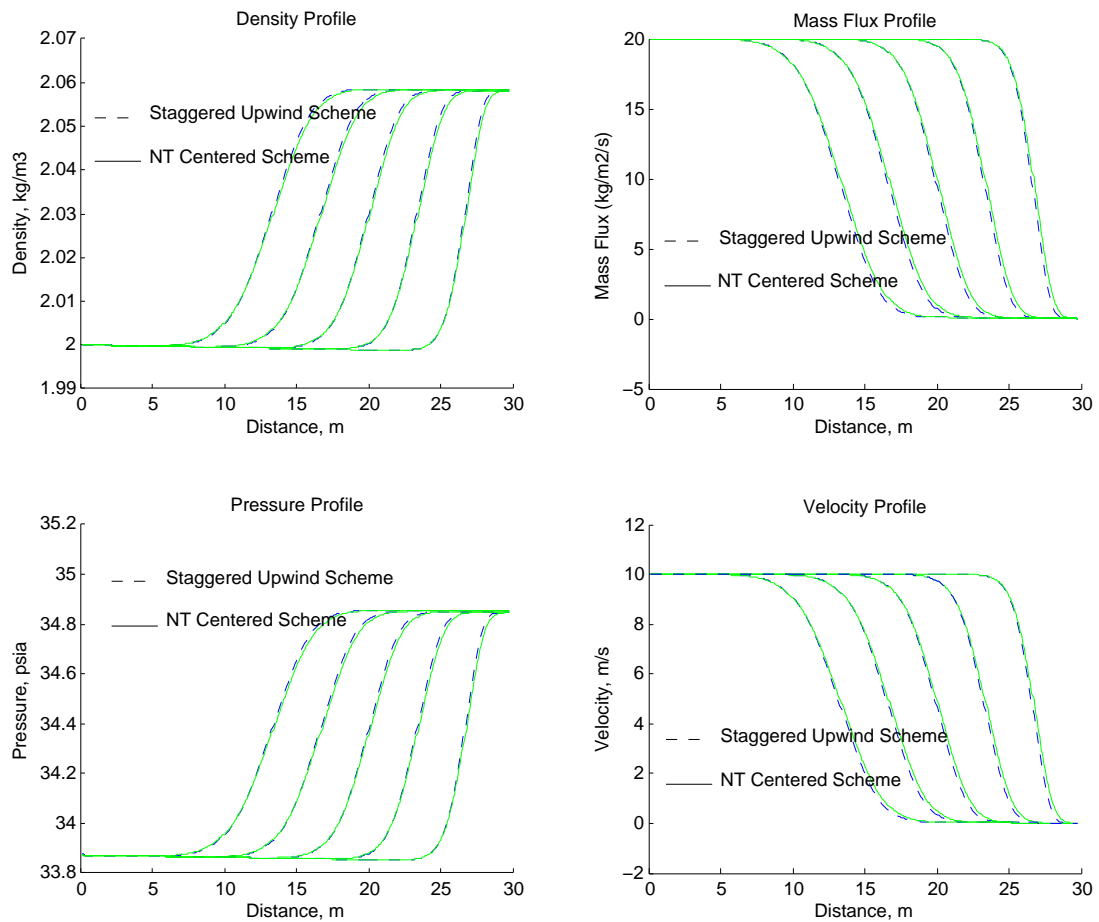 Density Profile
2.07
2.06
2.05
2.04
2.03
2.02
2.01
2
1.99
Density, kg/m3
Staggered Upwind Scheme
NT Centered Scheme
0 5 10 15 20 25 30
Distance, m
Mass Flux Profile
20
15
10
5
0
−5
Mass Flux (kg/m2/s)
Staggered Upwind Scheme
NT Centered Scheme
0 5 10 15 20 25 30
Distance, m
Pressure Profile
35.2
35
34.8
34.6
34.4
34.2
34
33.8
Pressure, psia
Staggered Upwind Scheme
NT Centered Scheme
0 5 10 15 20 25 30
Distance, m
Velocity Profile
12
10
8
6
4
2
0
−2
Velocity, m/s
Staggered Upwind Scheme
NT Centered Scheme
0 5 10 15 20 25 30
Distance, m